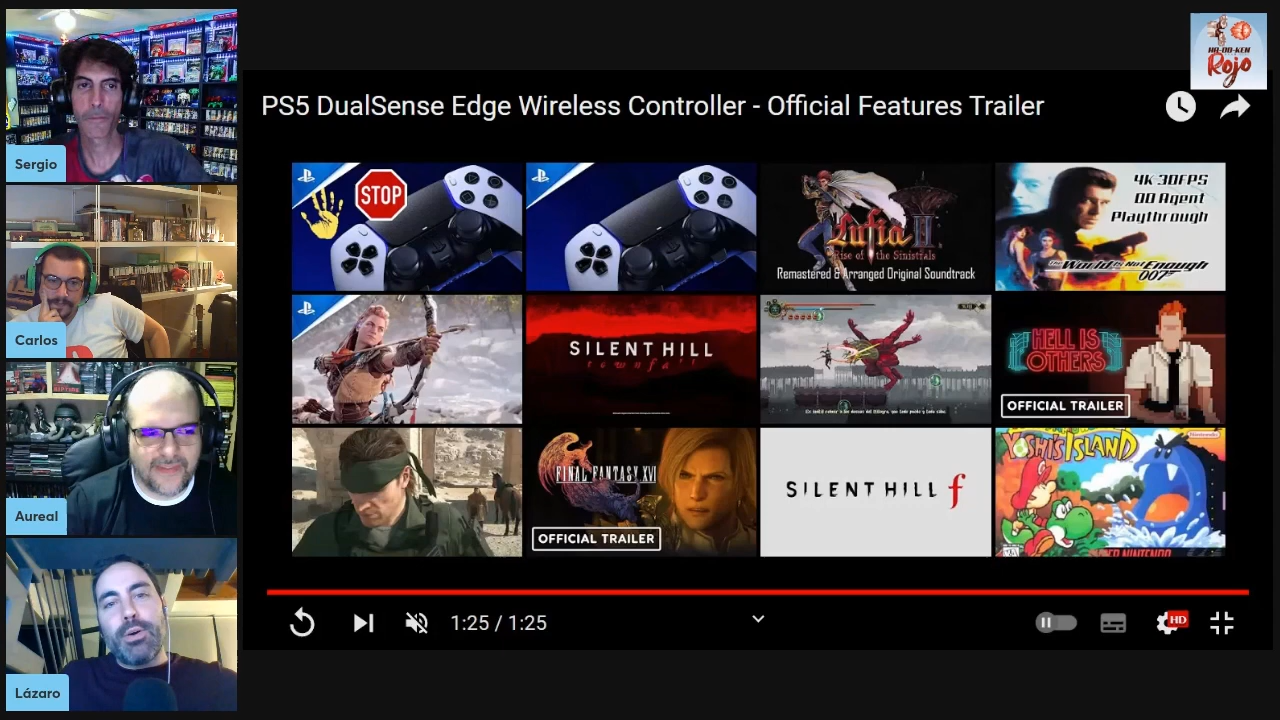 HA-DO-KEN
Rojo
PS5 DualSense Edge Wireless Controller - Official Features Trailer
Sergio
Carlos
Aureal
Lázaro
STOP
Lufia II
Rise of the Sinistrals
Remastered & Arranged Original Soundtrack
4K 30FPS
00 Agent
Playthrough
The World Is Not Enough
007
SILENT HILL
townfall
HELL IS
OTHERS
OFFICIAL TRAILER
FINAL FANTASY XVI
OFFICIAL TRAILER
SILENT HILL f
Nintendo
YOSHI'S ISLAND
SUPER NINTENDO
1:25 / 1:25
HD